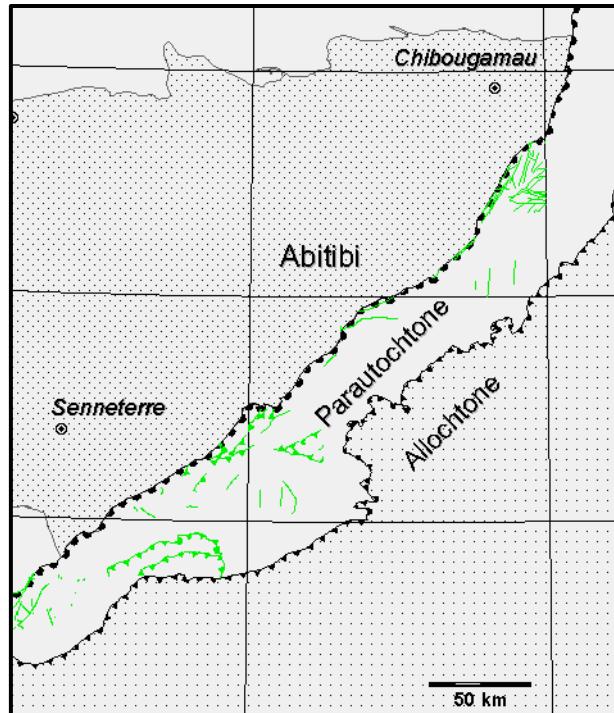 Chibougamau
Abitibi
Parautochtone
Allochtone
Senneterre
50 km